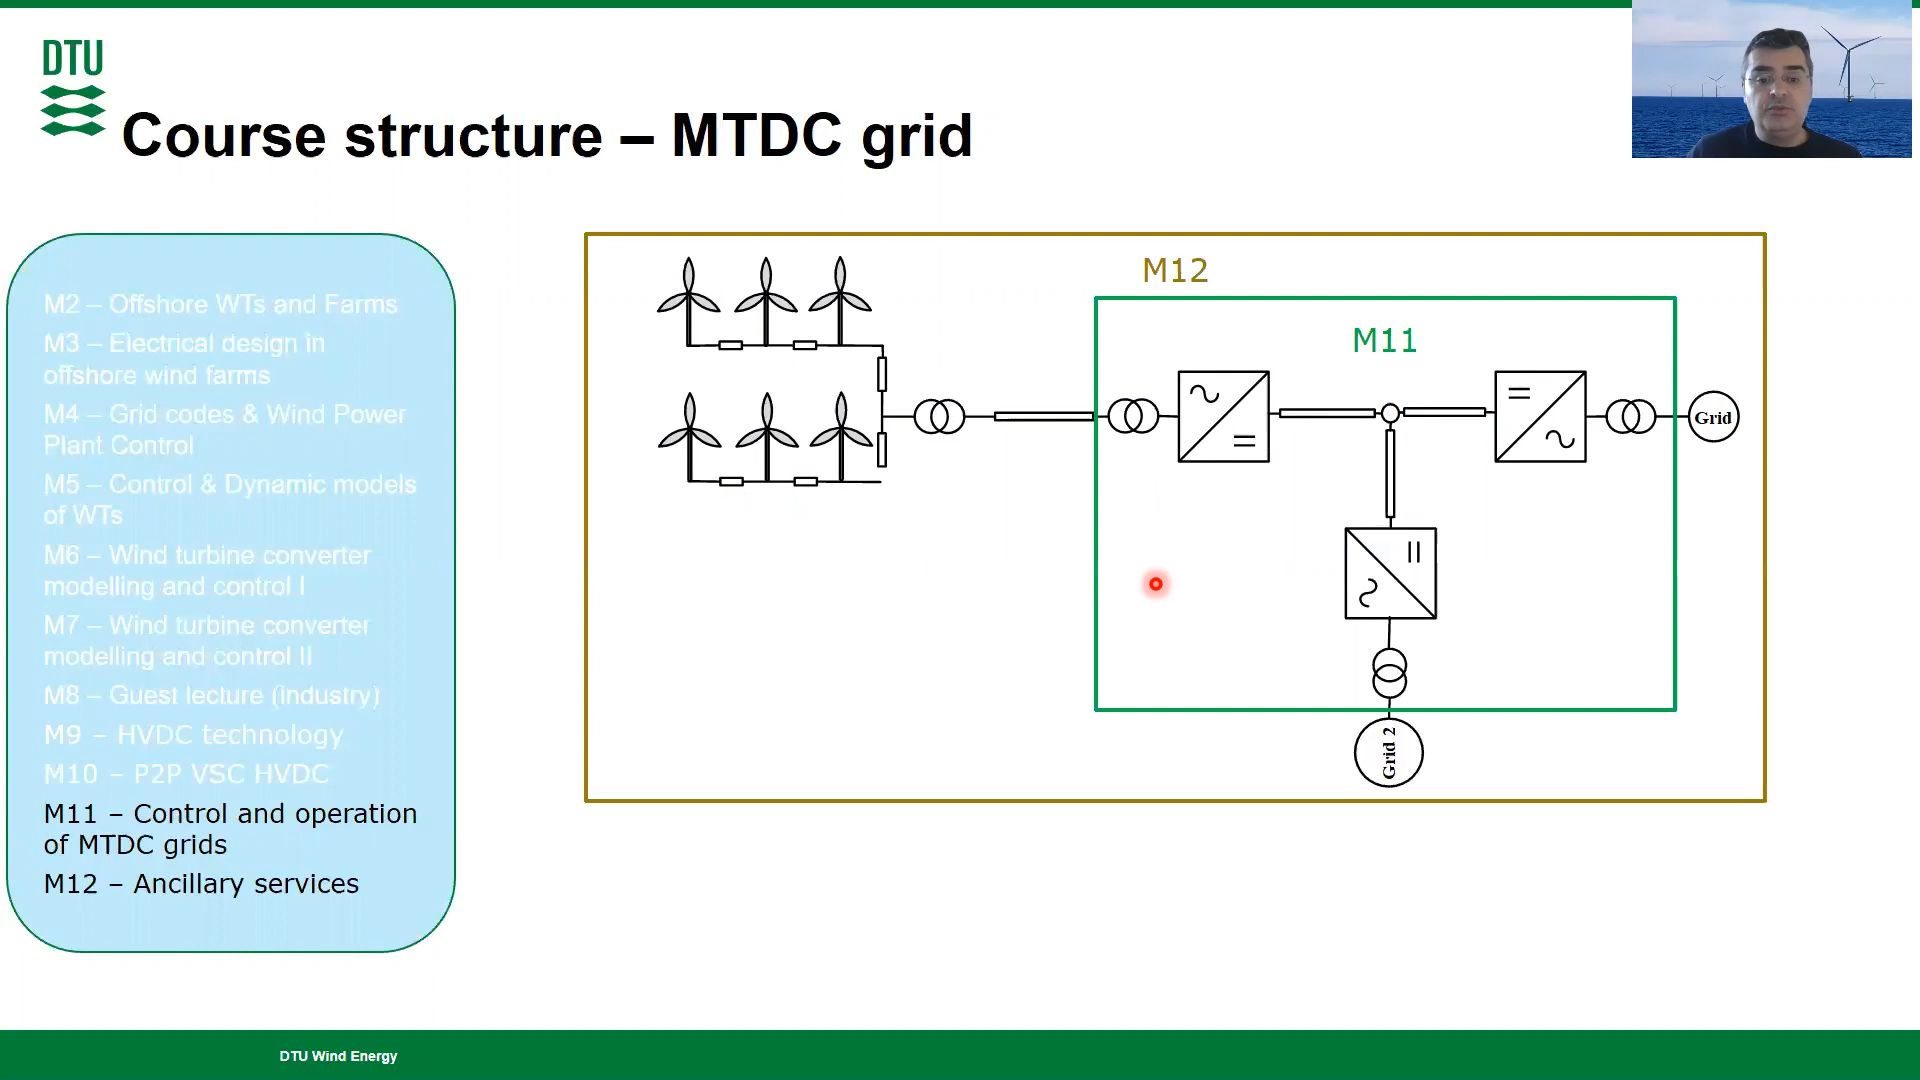 DTU
Course structure – MTDC grid
M2 – Offshore WTs and Farms
M3 – Electrical design in
offshore wind farms
M4 – Grid codes & Wind Power
Plant Control
M5 – Control & Dynamic models
of WTs
M6 – Wind turbine converter
modelling and control I
M7 – Wind turbine converter
modelling and control II
M8 – Guest lecture (industry)
M9 – HVDC technology
M10 – P2P VSC HVDC
M11 – Control and operation
of MTDC grids
M12 – Ancillary services
M12
M11
Grid
Grid 2
DTU Wind Energy